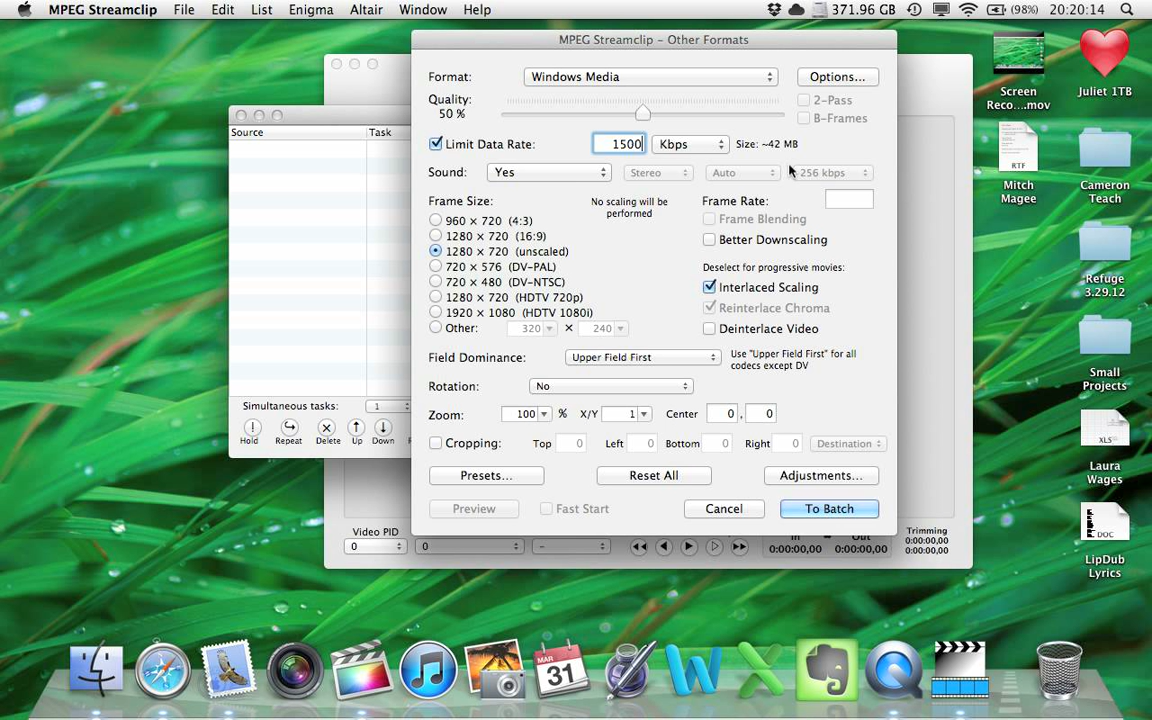 MPEG Streamclip File Edit List Enigma Altair Window Help 371.96 GB (98%) 20:20:14
MPEG Streamclip – Other Formats
Format: Windows Media Options...
Quality: 50 % 2-Pass
B-Frames
Limit Data Rate: 1500 Kbps Size: ~42 MB
Sound: Yes Stereo Auto 256 kbps
Frame Size: No scaling will be performed Frame Rate:
960 × 720 (4:3) Frame Blending
1280 × 720 (16:9) Better Downscaling
1280 × 720 (unscaled)
720 × 576 (DV-PAL) Deselect for progressive movies:
720 × 480 (DV-NTSC) Interlaced Scaling
1280 × 720 (HDTV 720p) Reinterlace Chroma
1920 × 1080 (HDTV 1080i)
Other: 320 × 240 Deinterlace Video
Field Dominance: Upper Field First Use "Upper Field First" for all codecs except DV
Rotation: No
Zoom: 100 % X/Y 1 Center 0 , 0
Cropping: Top 0 Left 0 Bottom 0 Right 0 Destination
Presets... Reset All Adjustments...
Preview Fast Start Cancel To Batch
Source Task
Simultaneous tasks: 1
Hold Repeat Delete Up Down
Video PID
0 0 –
In Out
0:00:00,00 0:00:00,00
Trimming
0:00:00,00
0:00:00,00
Screen
Reco....mov
Juliet 1TB
RTF
Mitch
Magee
Cameron
Teach
Refuge
3.29.12
Small
Projects
XLS
Laura
Wages
DOC
LipDub
Lyrics
MAR
31